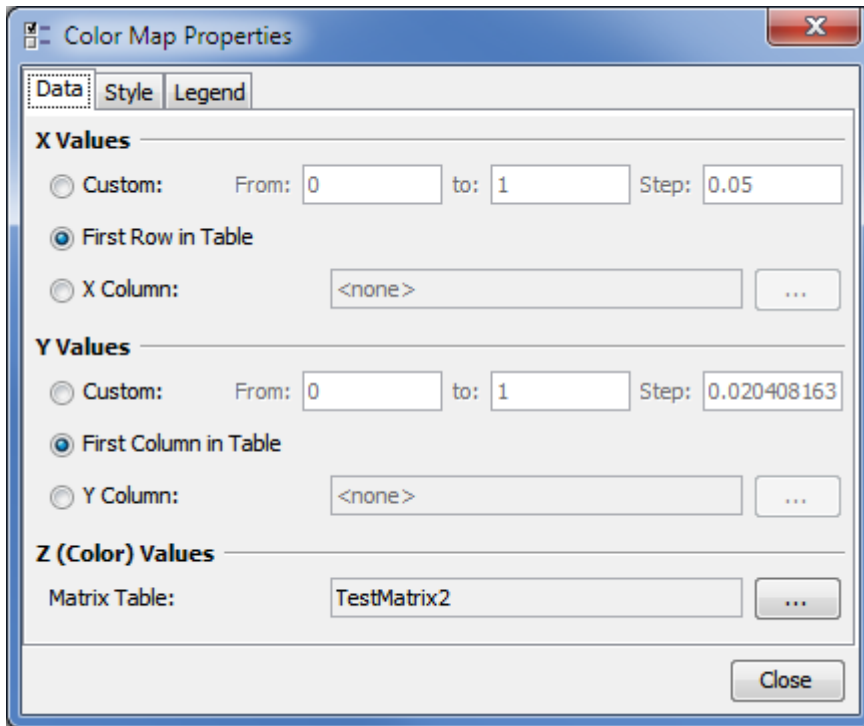 Color Map Properties
Data Style Legend
X Values
Custom: From: 0 to: 1 Step: 0.05
First Row in Table
X Column: <none> ...
Y Values
Custom: From: 0 to: 1 Step: 0.020408163
First Column in Table
Y Column: <none> ...
Z (Color) Values
Matrix Table: TestMatrix2 ...
Close